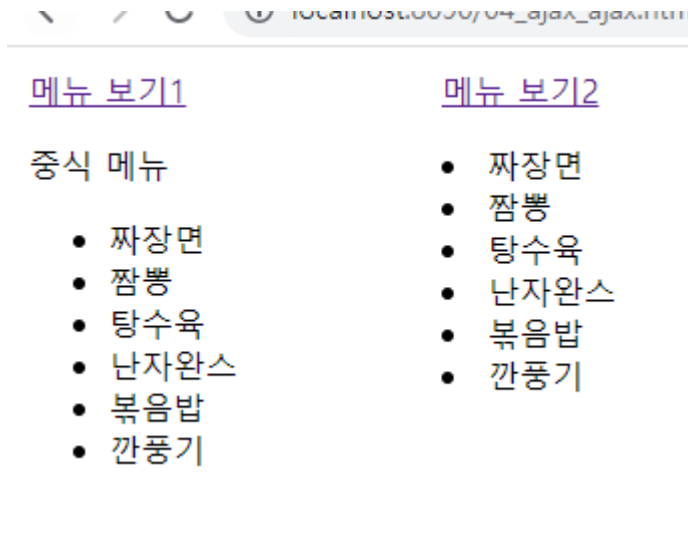 메뉴 보기1
중식 메뉴
짜장면
짬뽕
탕수육
난자완스
볶음밥
깐풍기
메뉴 보기2
짜장면
짬뽕
탕수육
난자완스
볶음밥
깐풍기